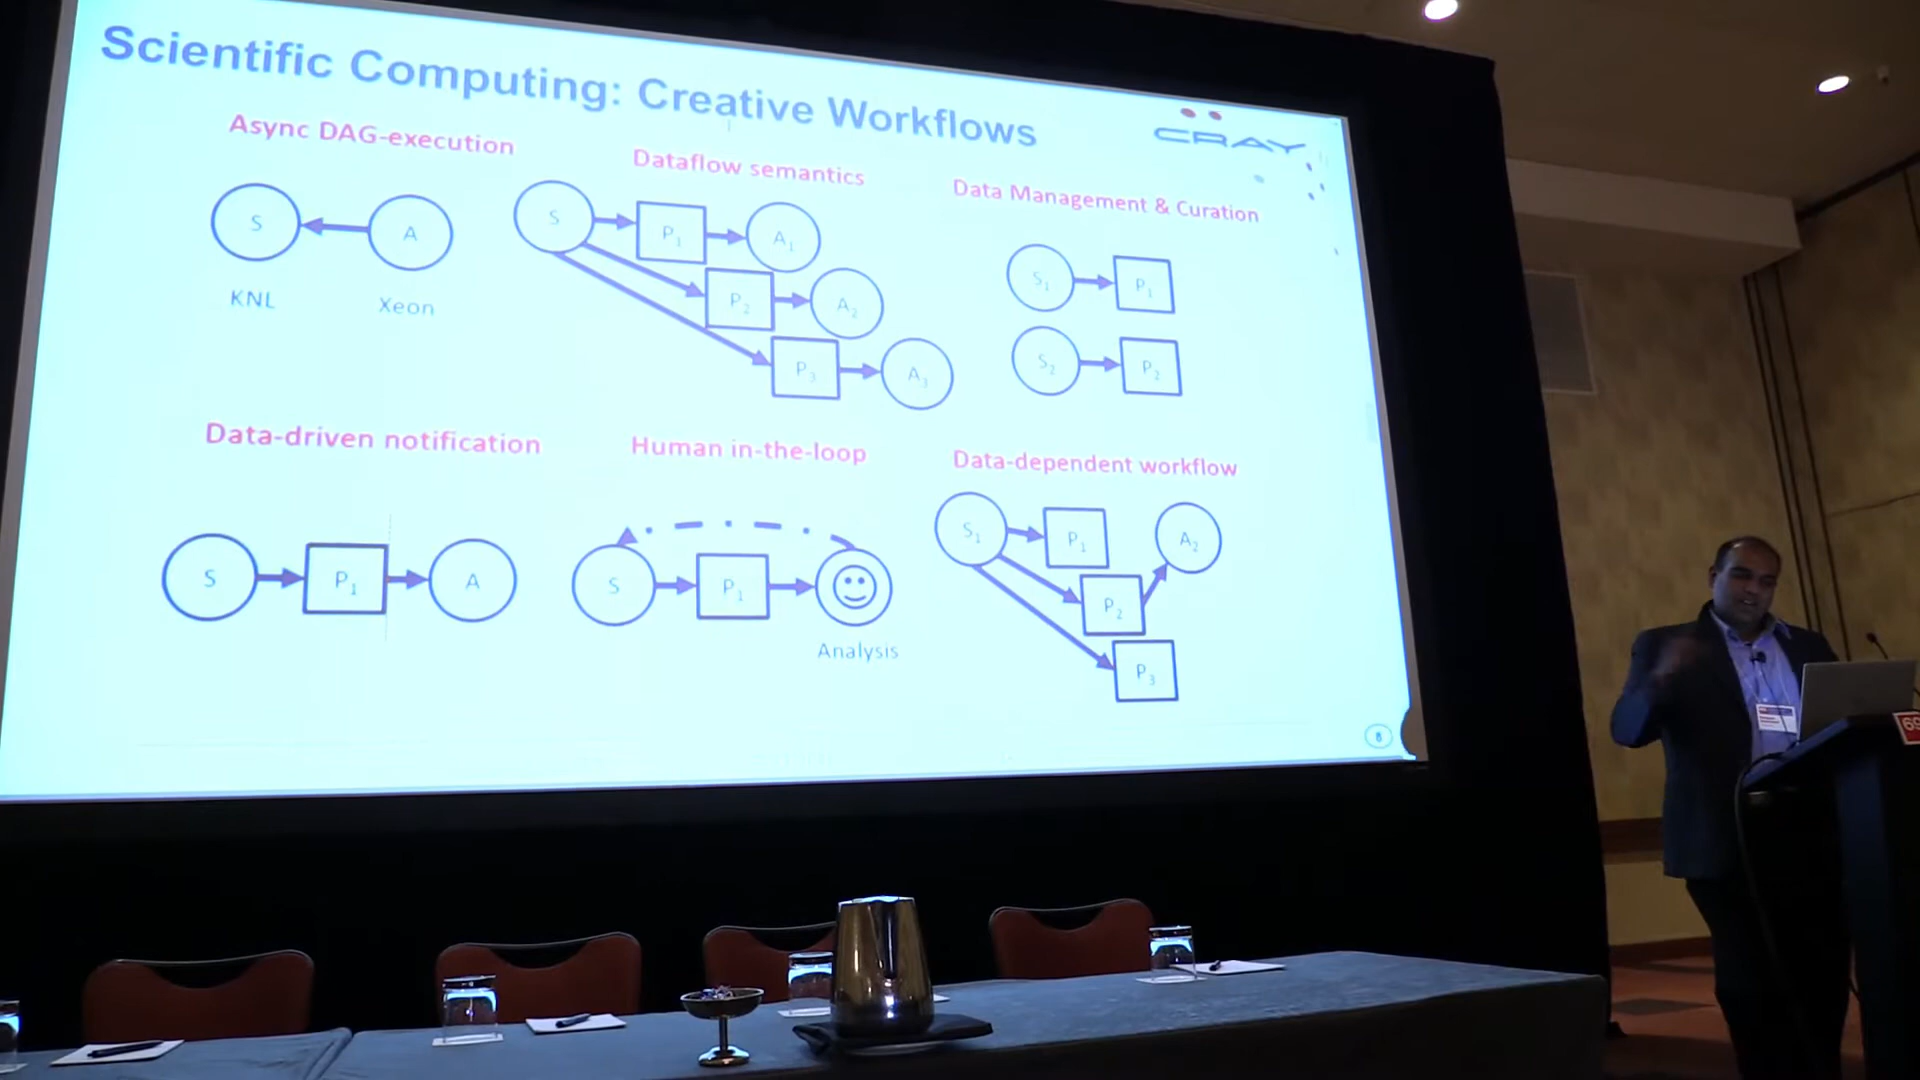 Scientific Computing: Creative Workflows
CRAY
Async DAG-execution
S
A
KNL
Xeon
Dataflow semantics
S
P1
A1
P2
A2
P3
A3
Data Management & Curation
S1
P1
S2
P2
Data-driven notification
S
P1
A
Human in-the-loop
S
P1
Analysis
Data-dependent workflow
S1
P1
A2
P2
P3
8
69